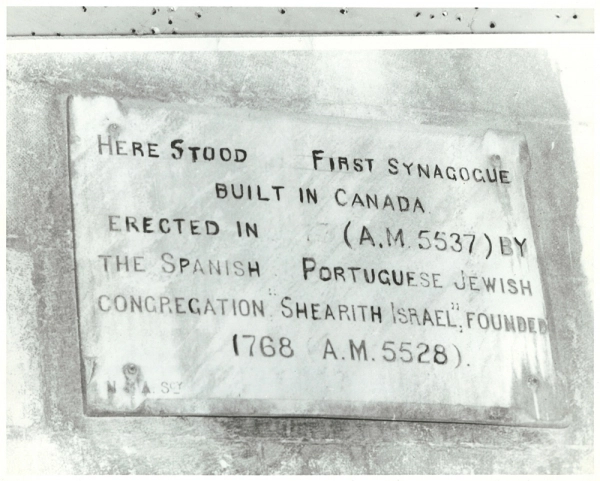 HERE STOOD FIRST SYNAGOGUE
BUILT IN CANADA
ERECTED IN (A.M. 5537) BY
THE SPANISH PORTUGUESE JEWISH
CONGREGATION "SHEARITH ISRAEL", FOUNDED
1768 A.M. 5528).